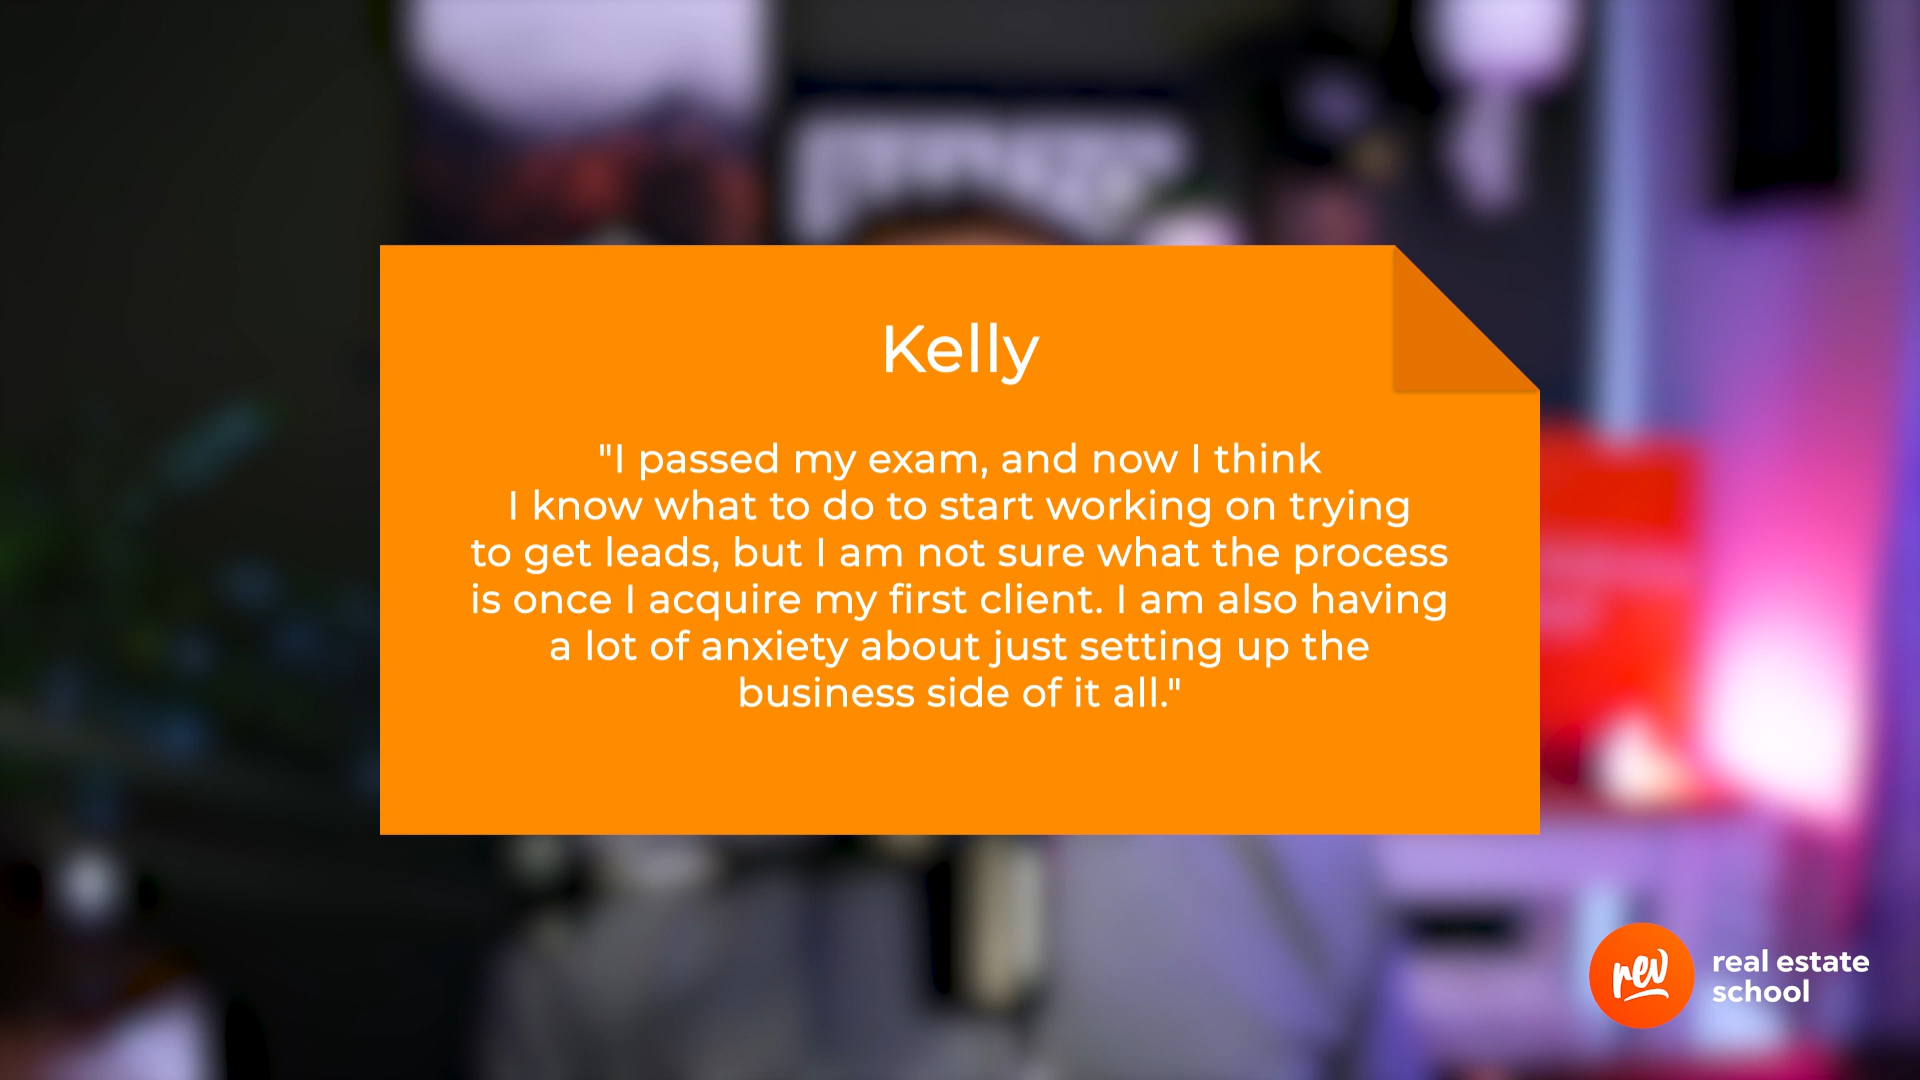 Kelly
"I passed my exam, and now I think
I know what to do to start working on trying
to get leads, but I am not sure what the process
is once I acquire my first client. I am also having
a lot of anxiety about just setting up the
business side of it all."
rev
real estate
school